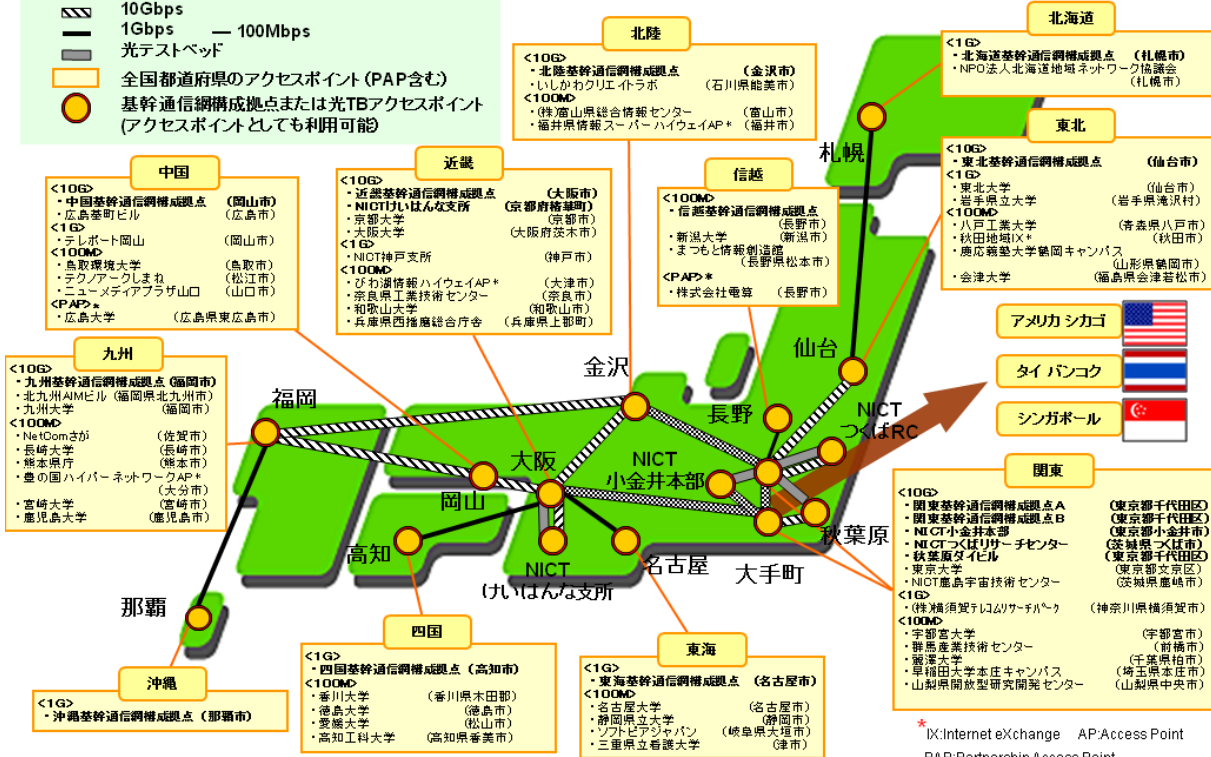 10Gbps
1Gbps — 100Mbps
光テストベッド
全国都道府県のアクセスポイント(PAP含む)
基幹通信網構成拠点または光TBアクセスポイント
(アクセスポイントとしても利用可能)
北陸
<10G>
・北陸基幹通信網構成拠点 (金沢市)
・いしかわクリエイトラボ (石川県能美市)
<100M>
・(株)富山県総合情報センター (富山市)
・福井県情報スーパーハイウェイAP* (福井市)
北海道
<1G>
・北海道基幹通信網構成拠点 (札幌市)
・NPO法人北海道地域ネットワーク協議会
(札幌市)
東北
<10G>
・東北基幹通信網構成拠点 (仙台市)
<1G>
・東北大学 (仙台市)
・岩手県立大学 (岩手県滝沢村)
<100M>
・八戸工業大学 (青森県八戸市)
・秋田地域IX* (秋田市)
・慶応義塾大学鶴岡キャンパス
(山形県鶴岡市)
・会津大学 (福島県会津若松市)
中国
<10G>
・中国基幹通信網構成拠点 (岡山市)
・広島基町ビル (広島市)
<1G>
・テレポート岡山 (岡山市)
<100M>
・鳥取環境大学 (鳥取市)
・テクノアークしまね (松江市)
・ニューメディアプラザ山口 (山口市)
<PAP>*
・広島大学 (広島県東広島市)
近畿
<10G>
・近畿基幹通信網構成拠点 (大阪市)
・NICTけいはんな支所 (京都府精華町)
・京都大学 (京都市)
・大阪大学 (大阪府茨木市)
<1G>
・NICT神戸支所 (神戸市)
<100M>
・びわ湖情報ハイウェイAP* (大津市)
・奈良県工業技術センター (奈良市)
・和歌山大学 (和歌山市)
・兵庫県西播磨総合庁舎 (兵庫県上郡町)
信越
<100M>
・信越基幹通信網構成拠点
(長野市)
・新潟大学 (新潟市)
・まつもと情報創造館
(長野県松本市)
<PAP>*
・株式会社電算 (長野市)
アメリカ シカゴ
タイ バンコク
シンガポール
九州
<10G>
・九州基幹通信網構成拠点 (福岡市)
・北九州AIMビル (福岡県北九州市)
・九州大学 (福岡市)
<100M>
・NetComさが (佐賀市)
・長崎大学 (長崎市)
・熊本県庁 (熊本市)
・豊の国ハイパーネットワークAP*
(大分市)
・宮崎大学 (宮崎市)
・鹿児島大学 (鹿児島市)
札幌
仙台
金沢
長野
NICT
つくばRC
福岡
大阪
NICT
小金井本部
岡山
高知
NICT
けいはんな支所
名古屋
大手町
秋葉原
那覇
関東
<10G>
・関東基幹通信網構成拠点A (東京都千代田区)
・関東基幹通信網構成拠点B (東京都千代田区)
・NICT小金井本部 (東京都小金井市)
・NICTつくばリサーチセンター (茨城県つくば市)
・秋葉原ダイビル (東京都千代田区)
・東京大学 (東京都文京区)
・NICT鹿島宇宙技術センター (茨城県鹿嶋市)
<1G>
・(株)横須賀テレコムリサーチパーク (神奈川県横須賀市)
<100M>
・宇都宮大学 (宇都宮市)
・群馬産業技術センター (前橋市)
・麗澤大学 (千葉県柏市)
・早稲田大学本庄キャンパス (埼玉県本庄市)
・山梨県開放型研究開発センター (山梨県中央市)
沖縄
<1G>
・沖縄基幹通信網構成拠点 (那覇市)
四国
<1G>
・四国基幹通信網構成拠点 (高知市)
<100M>
・香川大学 (香川県木田郡)
・徳島大学 (徳島市)
・愛媛大学 (松山市)
・高知工科大学 (高知県香美市)
東海
<1G>
・東海基幹通信網構成拠点 (名古屋市)
<100M>
・名古屋大学 (名古屋市)
・静岡県立大学 (静岡市)
・ソフトピアジャパン (岐阜県大垣市)
・三重県立看護大学 (津市)
*IX:Internet eXchange AP:Access Point
PAP:Partnership Access Point